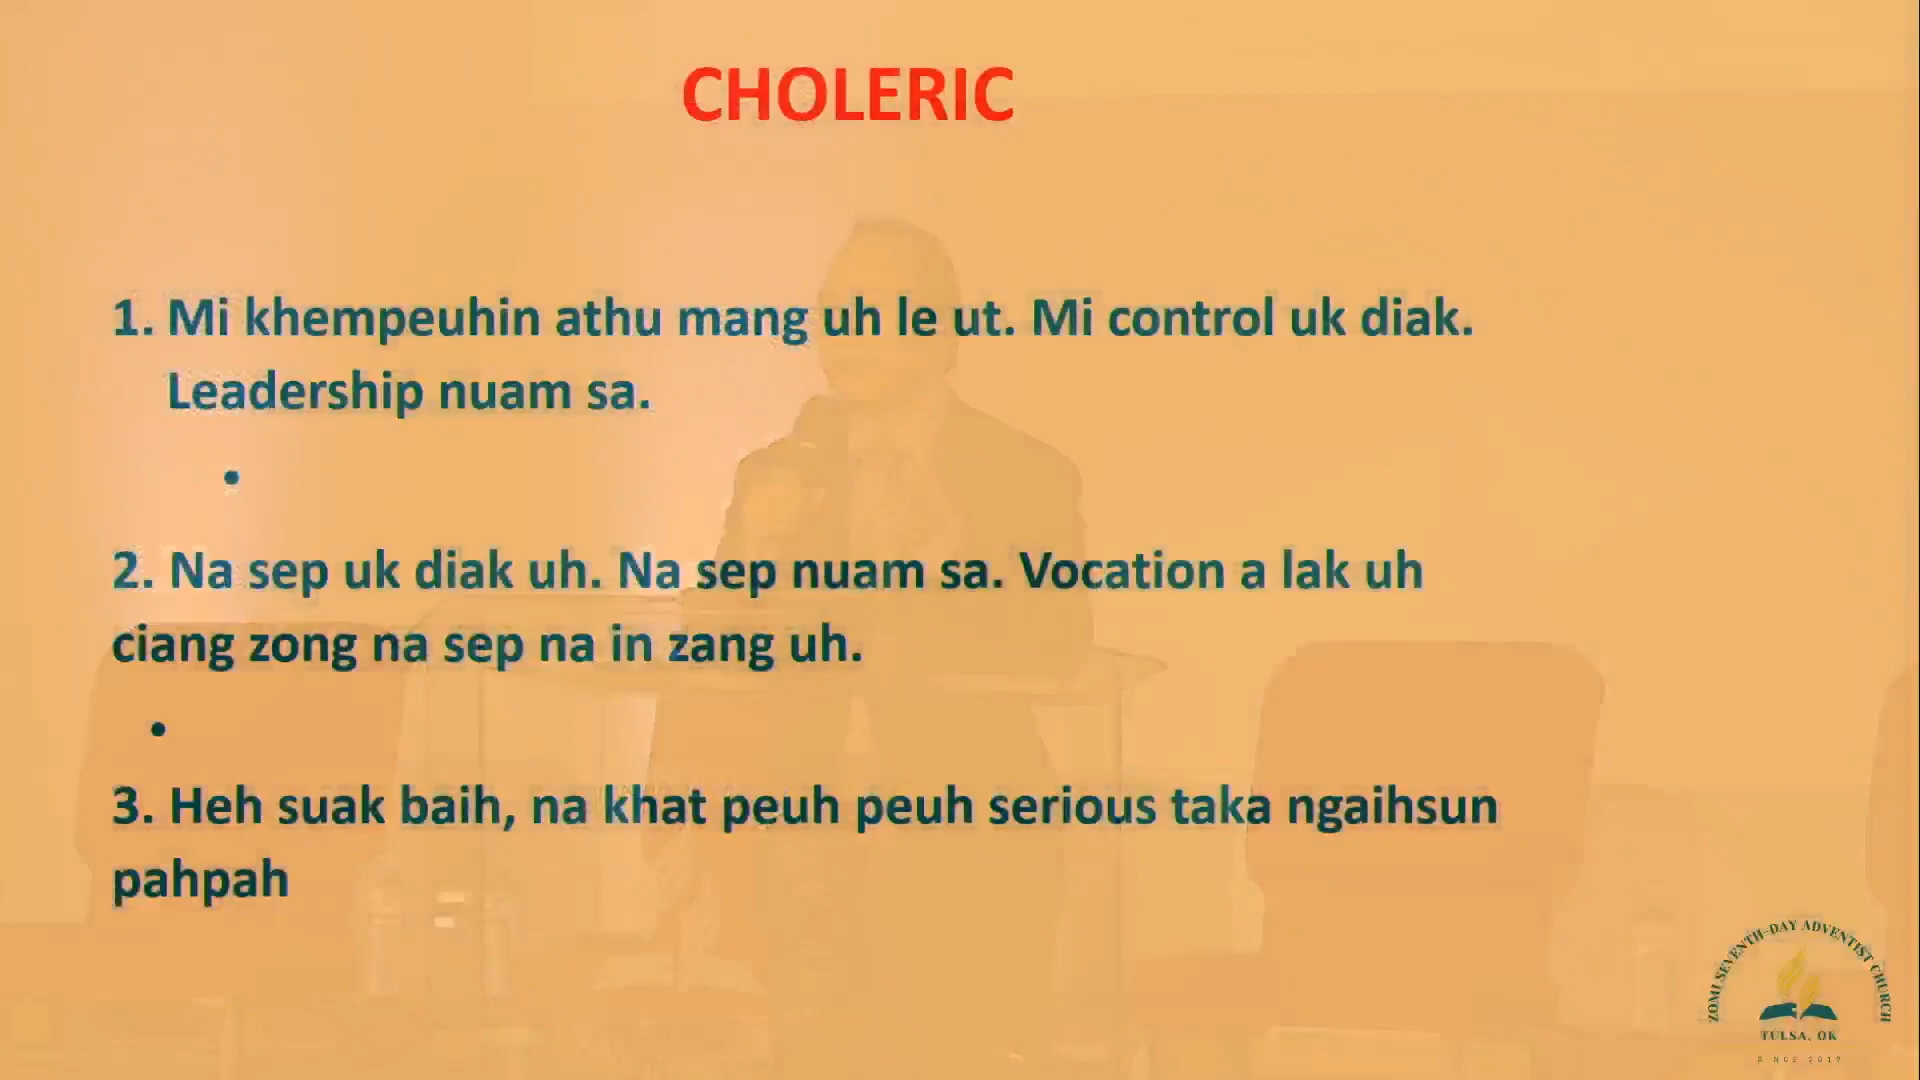 CHOLERIC
1. Mi khempeuhin athu mang uh le ut. Mi control uk diak.
Leadership nuam sa.
•
2. Na sep uk diak uh. Na sep nuam sa. Vocation a lak uh
ciang zong na sep na in zang uh.
•
3. Heh suak baih, na khat peuh peuh serious taka ngaihsun
pahpah
ZOMI SEVENTH-DAY ADVENTIST CHURCH
TULSA, OK
SINCE 2017